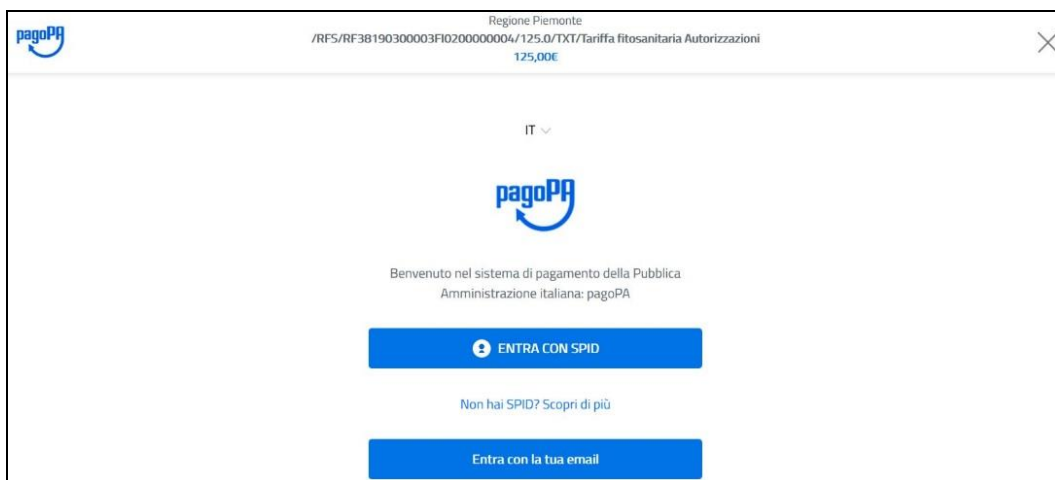 pagoPA
Regione Piemonte
/RFS/RF38190300003FI0200000004/125.0/TXT/Tariffa fitosanitaria Autorizzazioni
125,00€
IT
pagoPA
Benvenuto nel sistema di pagamento della Pubblica
Amministrazione italiana: pagoPA
ENTRA CON SPID
Non hai SPID? Scopri di più
Entra con la tua email